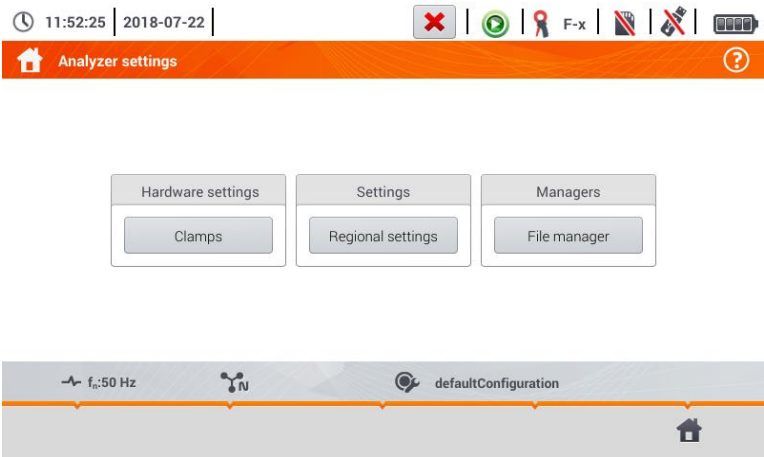 11:52:25 2018-07-22 F-x
Analyzer settings ?
Hardware settings Settings Managers
Clamps Regional settings File manager
fn:50 Hz N defaultConfiguration